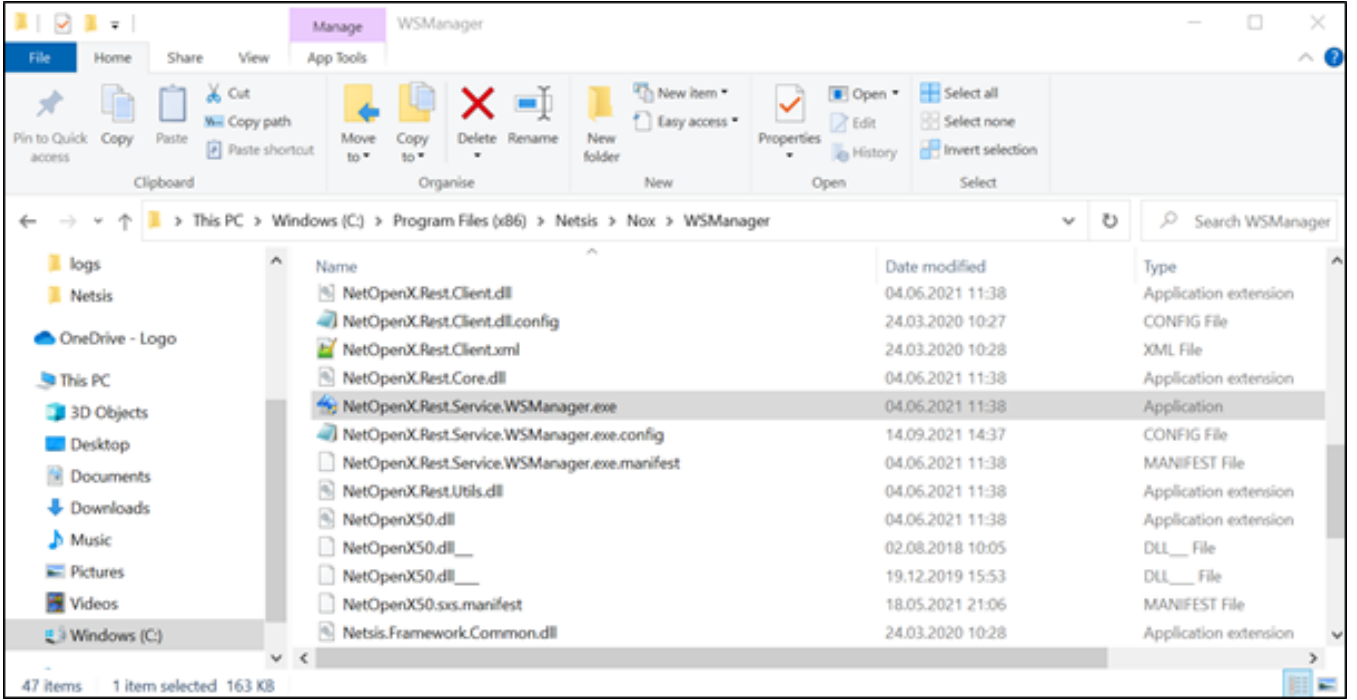 Manage WSManager
File Home Share View App Tools
Pin to Quick access
Copy
Paste
Cut
Copy path
Paste shortcut
Clipboard
Move to
Copy to
Delete
Rename
Organise
New folder
New item
Easy access
New
Properties
Open
Edit
History
Open
Select all
Select none
Invert selection
Select
This PC > Windows (C:) > Program Files (x86) > Netsis > Nox > WSManager
Search WSManager
logs
Netsis
OneDrive - Logo
This PC
3D Objects
Desktop
Documents
Downloads
Music
Pictures
Videos
Windows (C:)
Name Date modified Type
NetOpenX.Rest.Client.dll 04.06.2021 11:38 Application extension
NetOpenX.Rest.Client.dll.config 24.03.2020 10:27 CONFIG File
NetOpenX.Rest.Client.xml 24.03.2020 10:28 XML File
NetOpenX.Rest.Core.dll 04.06.2021 11:38 Application extension
NetOpenX.Rest.Service.WSManager.exe 04.06.2021 11:38 Application
NetOpenX.Rest.Service.WSManager.exe.config 14.09.2021 14:37 CONFIG File
NetOpenX.Rest.Service.WSManager.exe.manifest 04.06.2021 11:38 MANIFEST File
NetOpenX.Rest.Utils.dll 04.06.2021 11:38 Application extension
NetOpenX50.dll 04.06.2021 11:38 Application extension
NetOpenX50.dll__ 02.08.2018 10:05 DLL__ File
NetOpenX50.dll___ 19.12.2019 15:53 DLL___ File
NetOpenX50.sxs.manifest 18.05.2021 21:06 MANIFEST File
Netsis.Framework.Common.dll 24.03.2020 10:28 Application extension
47 items 1 item selected 163 KB